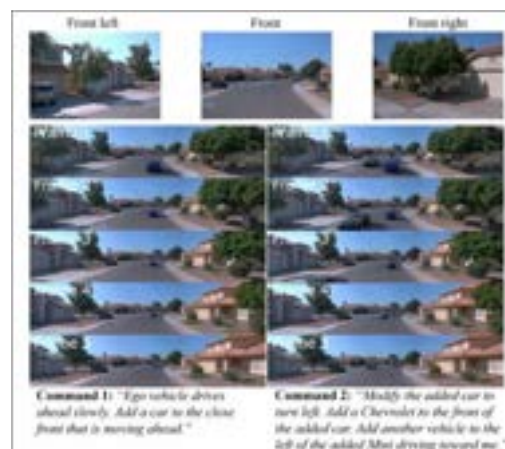 Front left
Front
Front right
Command 1: "Ego vehicle drives
ahead slowly. Add a car to the close
front that is moving ahead."
Command 2: "Modify the added car to
turn left. Add a Chevrolet to the front of
the added car. Add another vehicle to the
left of the added Mini driving toward me."